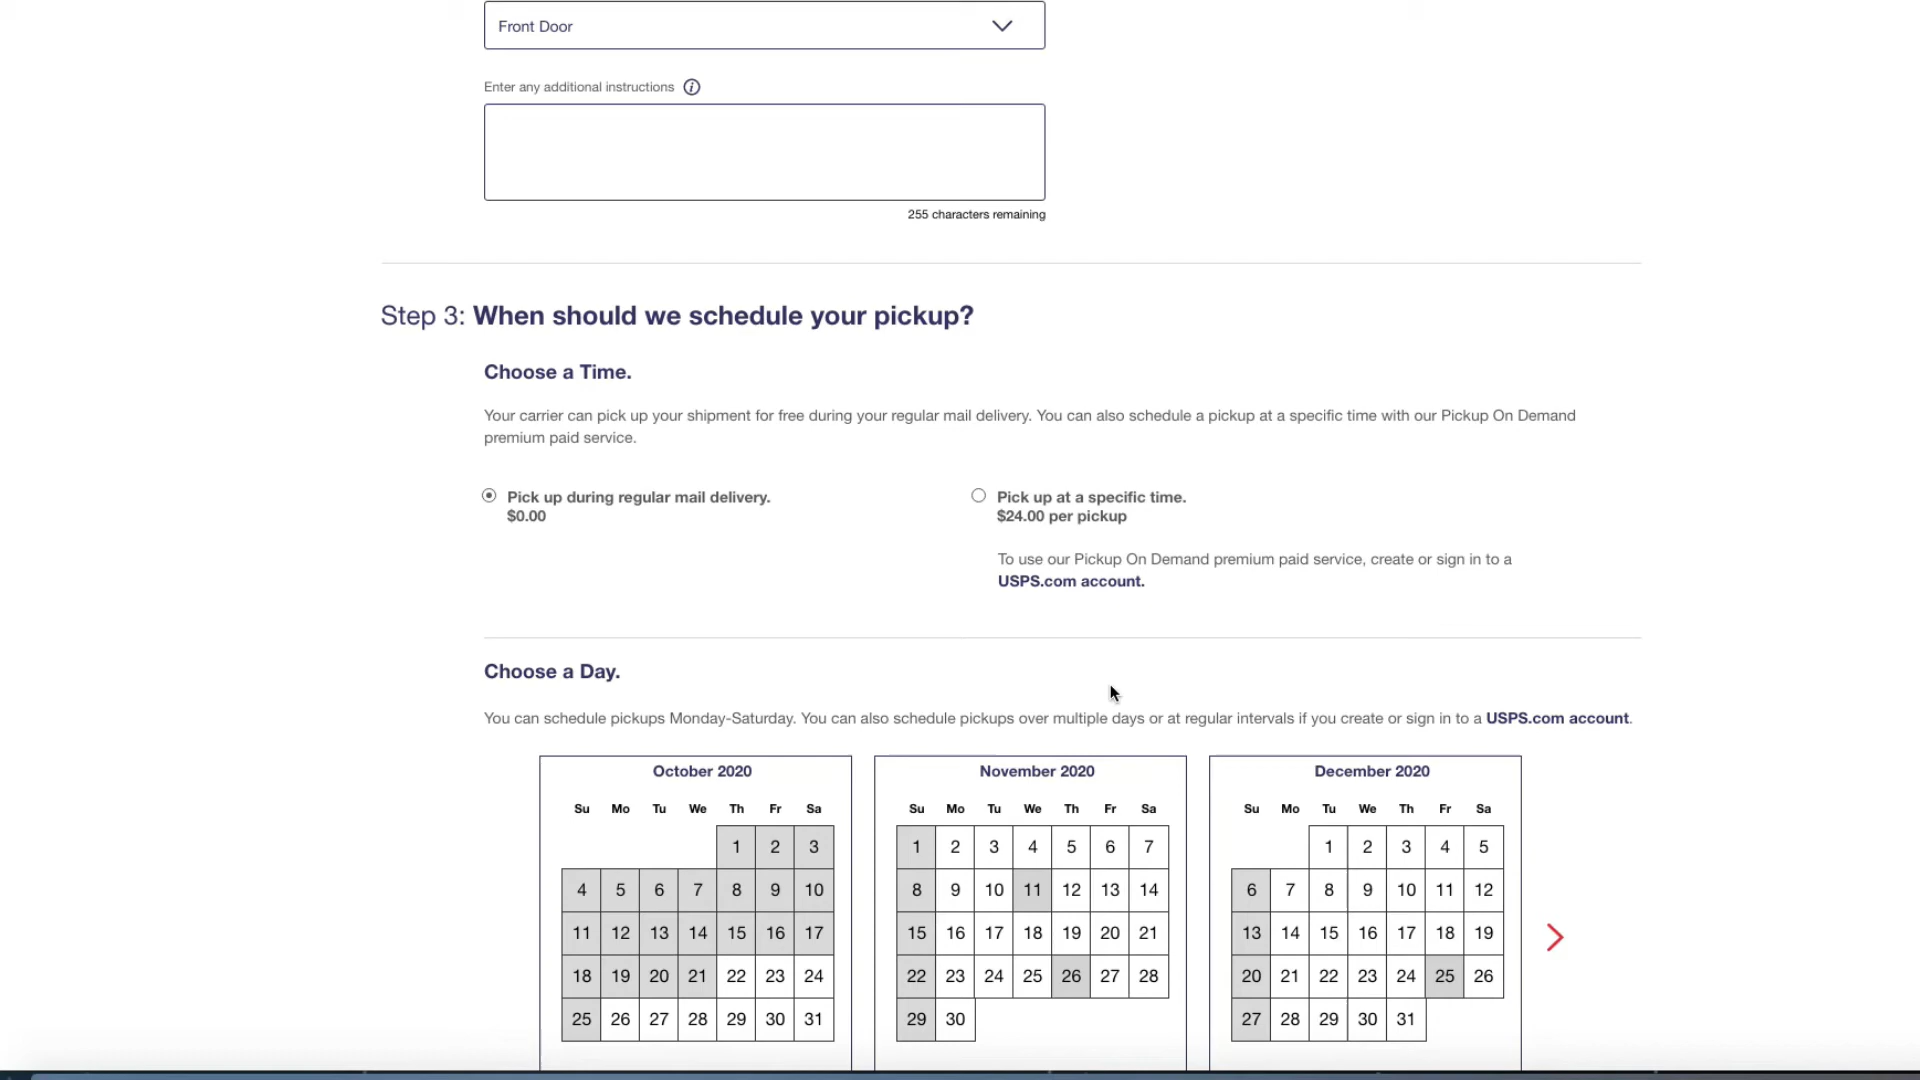 Front Door
Enter any additional instructions i
255 characters remaining
Step 3: When should we schedule your pickup?
Choose a Time.
Your carrier can pick up your shipment for free during your regular mail delivery. You can also schedule a pickup at a specific time with our Pickup On Demand
premium paid service.
Pick up during regular mail delivery.
$0.00
Pick up at a specific time.
$24.00 per pickup
To use our Pickup On Demand premium paid service, create or sign in to a
USPS.com account.
Choose a Day.
You can schedule pickups Monday-Saturday. You can also schedule pickups over multiple days or at regular intervals if you create or sign in to a USPS.com account.
October 2020
Su Mo Tu We Th Fr Sa
1 2 3
4 5 6 7 8 9 10
11 12 13 14 15 16 17
18 19 20 21 22 23 24
25 26 27 28 29 30 31
November 2020
Su Mo Tu We Th Fr Sa
1 2 3 4 5 6 7
8 9 10 11 12 13 14
15 16 17 18 19 20 21
22 23 24 25 26 27 28
29 30
December 2020
Su Mo Tu We Th Fr Sa
1 2 3 4 5
6 7 8 9 10 11 12
13 14 15 16 17 18 19
20 21 22 23 24 25 26
27 28 29 30 31